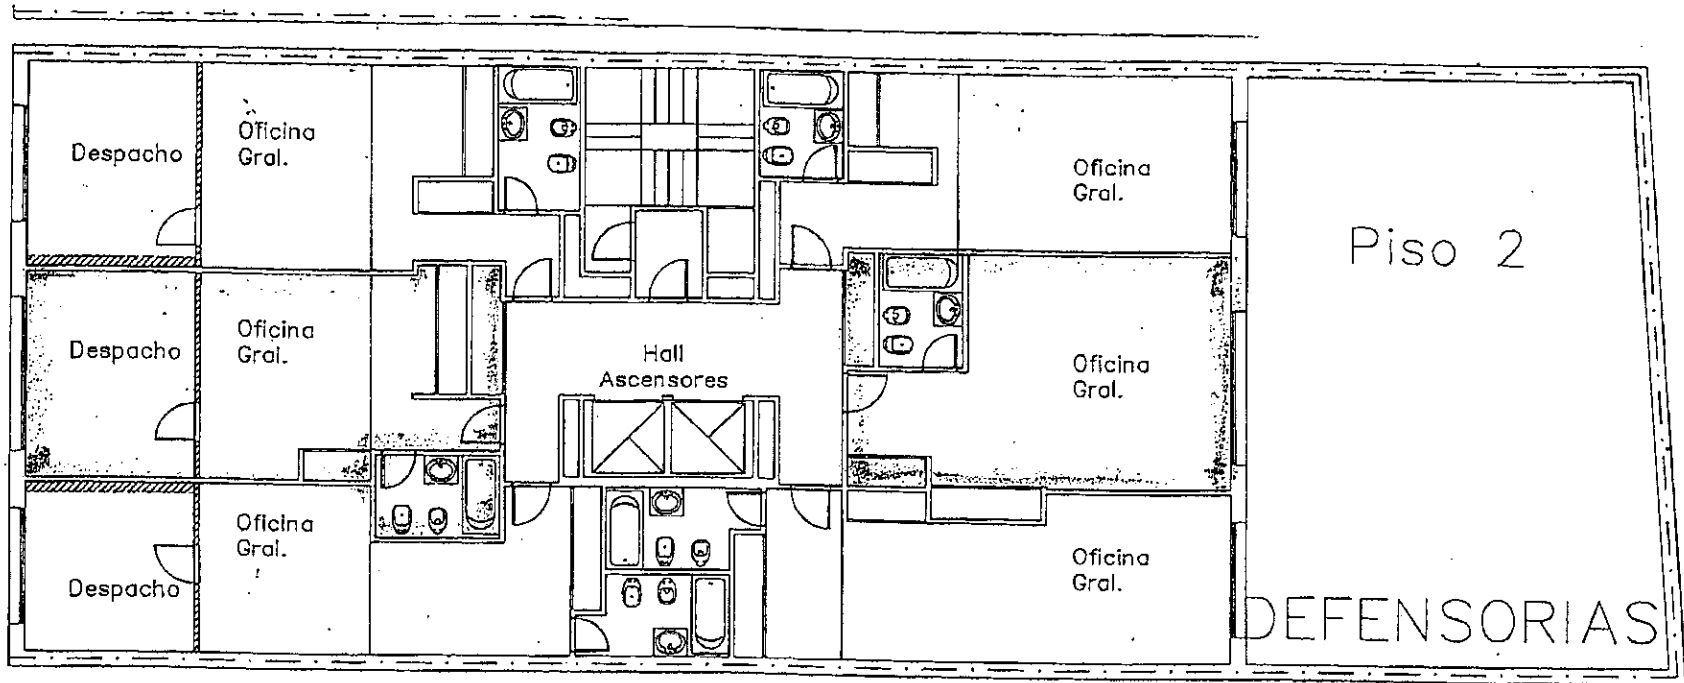 Despacho
Oficina
Gral.
Oficina
Gral.
Piso 2
Despacho
Oficina
Gral.
Hall
Ascensores
Oficina
Gral.
Despacho
Oficina
Gral.
Oficina
Gral.
DEFENSORIAS